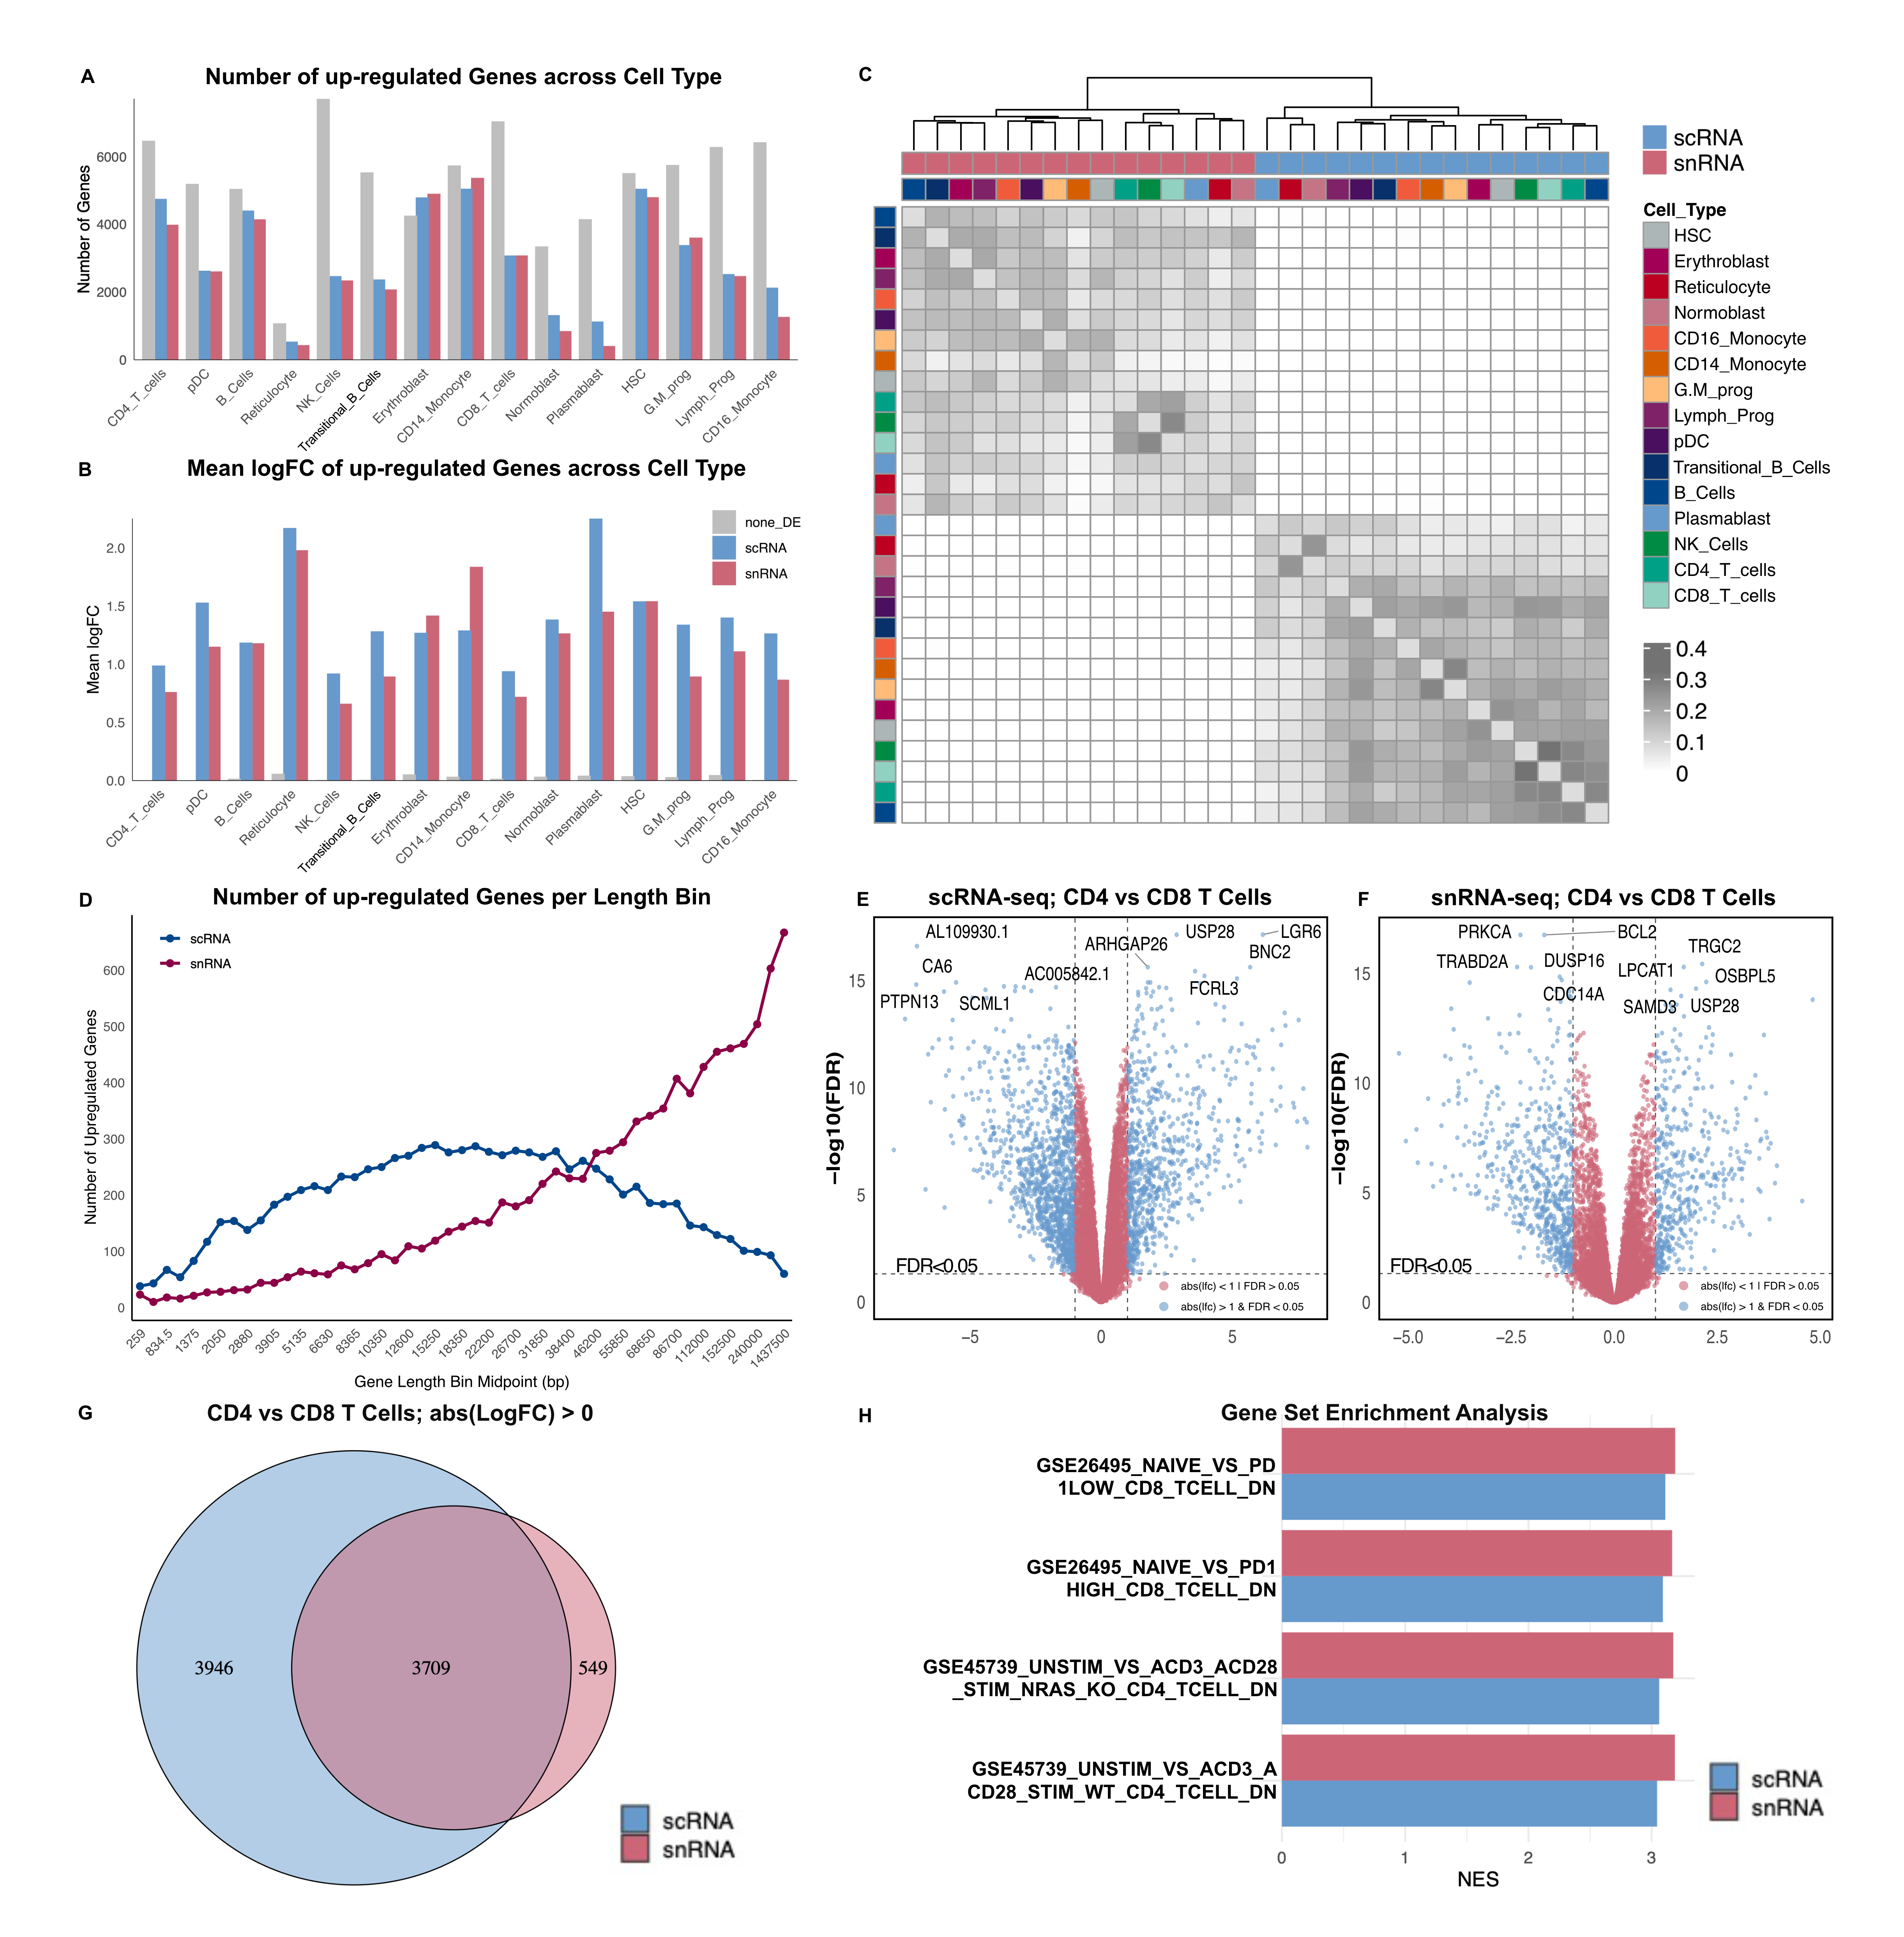 A
Number of up-regulated Genes across Cell Type
Number of Genes
6000
4000
2000
0
CD4_T_cells
pDC
B_Cells
Reticulocyte
NK_Cells
Transitional_B_Cells
Erythroblast
CD14_Monocyte
CD8_T_cells
Normoblast
Plasmablast
HSC
G.M_prog
Lymph_Prog
CD16_Monocyte
B
Mean logFC of up-regulated Genes across Cell Type
Mean logFC
2.0
1.5
1.0
0.5
0.0
none_DE
scRNA
snRNA
CD4_T_cells
pDC
B_Cells
Reticulocyte
NK_Cells
Transitional_B_Cells
Erythroblast
CD14_Monocyte
CD8_T_cells
Normoblast
Plasmablast
HSC
G.M_prog
Lymph_Prog
CD16_Monocyte
C
scRNA
snRNA
Cell_Type
HSC
Erythroblast
Reticulocyte
Normoblast
CD16_Monocyte
CD14_Monocyte
G.M_prog
Lymph_Prog
pDC
Transitional_B_Cells
B_Cells
Plasmablast
NK_Cells
CD4_T_cells
CD8_T_cells
0.4
0.3
0.2
0.1
0
D
Number of up-regulated Genes per Length Bin
scRNA
snRNA
Number of Upregulated Genes
600
500
400
300
200
100
0
259
834.5
1375
2050
2880
3905
5135
6630
8365
10350
12600
15250
18350
22200
26700
31850
38400
46200
55850
68650
86700
112000
152500
240000
1437500
Gene Length Bin Midpoint (bp)
E
scRNA-seq; CD4 vs CD8 T Cells
−log10(FDR)
15
10
5
0
AL109930.1
USP28
LGR6
ARHGAP26
BNC2
CA6
AC005842.1
FCRL3
PTPN13
SCML1
FDR<0.05
abs(lfc) < 1 | FDR > 0.05
abs(lfc) > 1 & FDR < 0.05
−5
0
5
F
snRNA-seq; CD4 vs CD8 T Cells
−log10(FDR)
15
10
5
0
PRKCA
BCL2
TRGC2
TRABD2A
DUSP16
LPCAT1
OSBPL5
CDC14A
SAMD3
USP28
FDR<0.05
abs(lfc) < 1 | FDR > 0.05
abs(lfc) > 1 & FDR < 0.05
−5.0
−2.5
0.0
2.5
5.0
G
CD4 vs CD8 T Cells; abs(LogFC) > 0
3946
3709
549
scRNA
snRNA
H
Gene Set Enrichment Analysis
GSE26495_NAIVE_VS_PD
1LOW_CD8_TCELL_DN
GSE26495_NAIVE_VS_PD1
HIGH_CD8_TCELL_DN
GSE45739_UNSTIM_VS_ACD3_ACD28
_STIM_NRAS_KO_CD4_TCELL_DN
GSE45739_UNSTIM_VS_ACD3_A
CD28_STIM_WT_CD4_TCELL_DN
0
1
2
3
NES
scRNA
snRNA